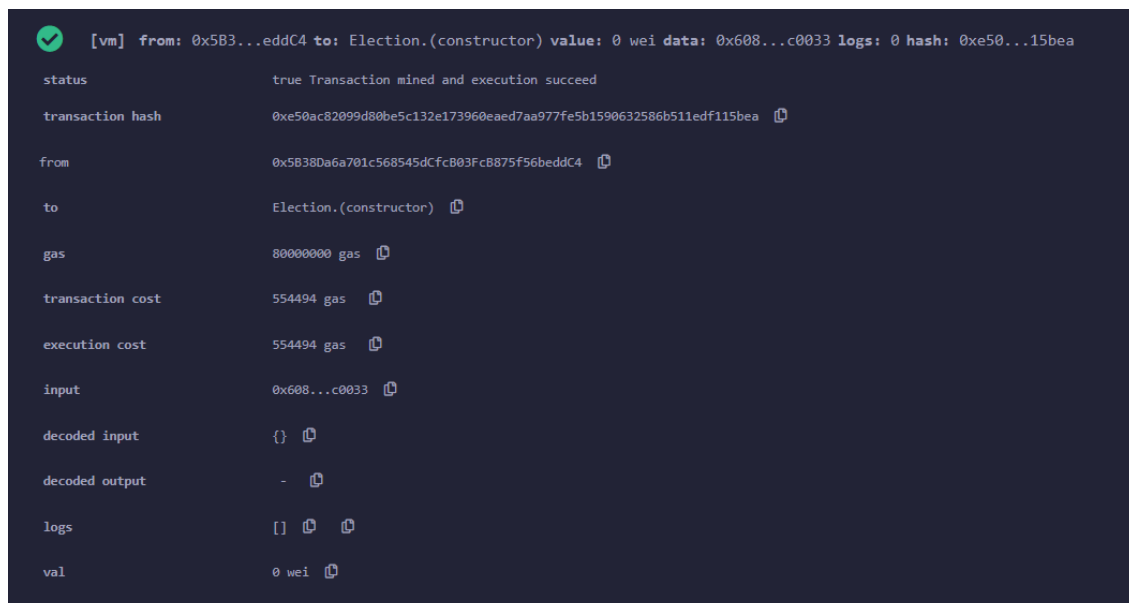 [vm] from: 0x5B3...eddC4 to: Election.(constructor) value: 0 wei data: 0x608...c0033 logs: 0 hash: 0xe50...15bea
status true Transaction mined and execution succeed
transaction hash 0xe50ac82099d80be5c132e173960eaed7aa977fe5b1590632586b511edf115bea
from 0x5B38Da6a701c568545dCfcB03FcB875f56beddC4
to Election.(constructor)
gas 80000000 gas
transaction cost 554494 gas
execution cost 554494 gas
input 0x608...c0033
decoded input {}
decoded output -
logs []
val 0 wei